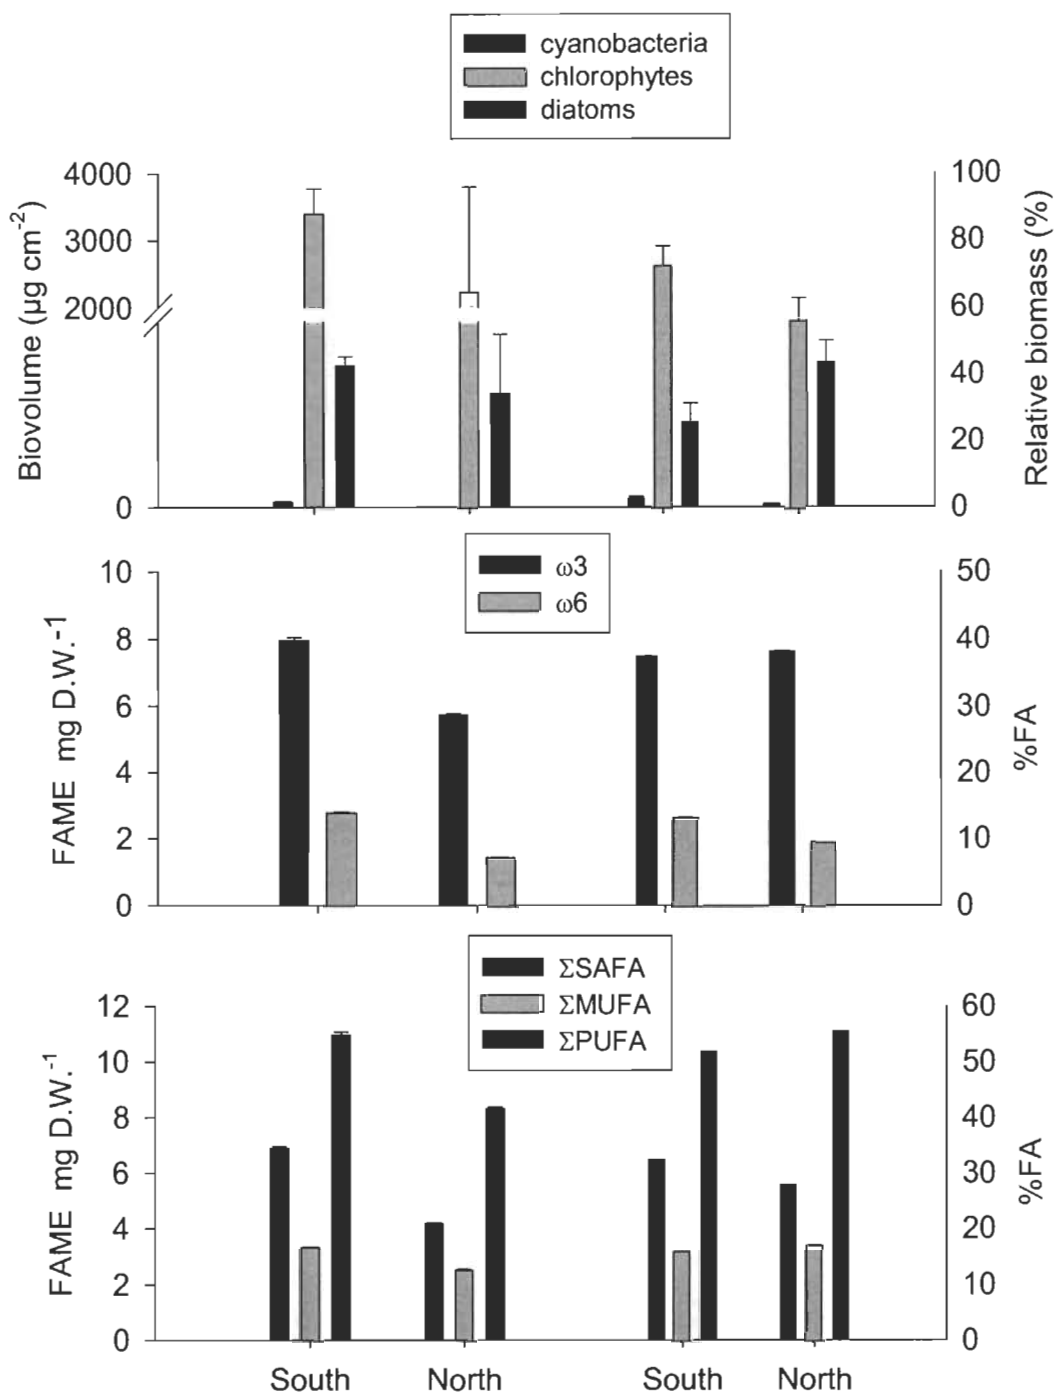 cyanobacteria
chlorophytes
diatoms
Biovolume (µg cm-2)
4000
3000
2000
0
100
80
60
40
20
0
Relative biomass (%)
ω3
ω6
FAME mg D.W.-1
10
8
6
4
2
0
50
40
30
20
10
0
%FA
ΣSAFA
ΣMUFA
ΣPUFA
FAME mg D.W.-1
12
10
8
6
4
2
0
60
50
40
30
20
10
0
%FA
South North South North